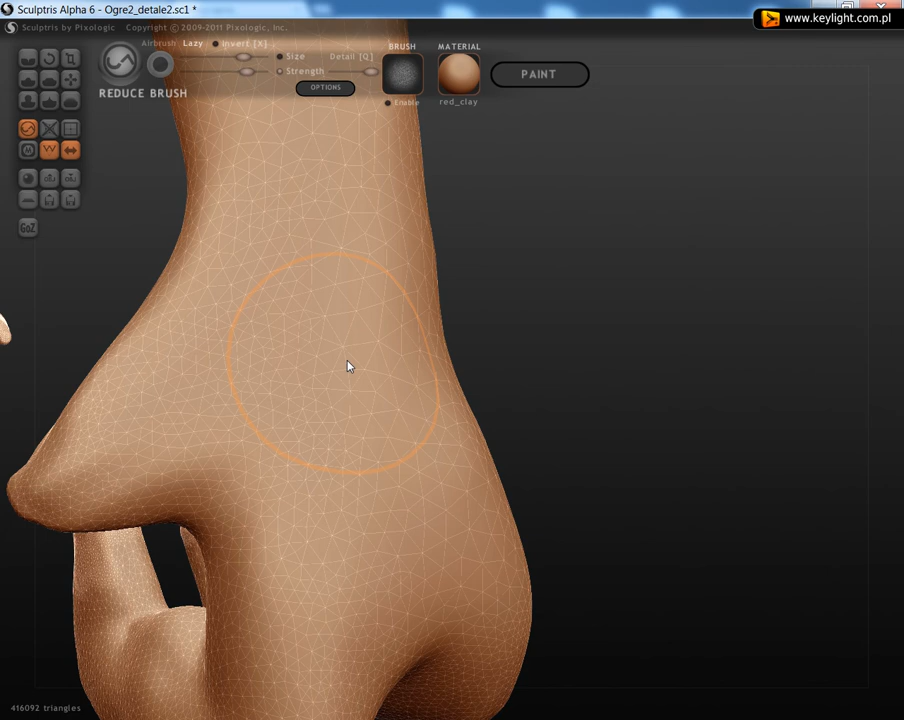 Sculptris Alpha 6 - Ogre2_detale2.sc1 *
Sculptris by Pixologic Copyright © 2009-2011 Pixologic, Inc.
www.keylight.com.pl
Airbrush Lazy Invert [X]
Size Detail [Q]
Strength
OPTIONS
REDUCE BRUSH
BRUSH
Enable
MATERIAL
red_clay
PAINT
GoZ
416092 triangles